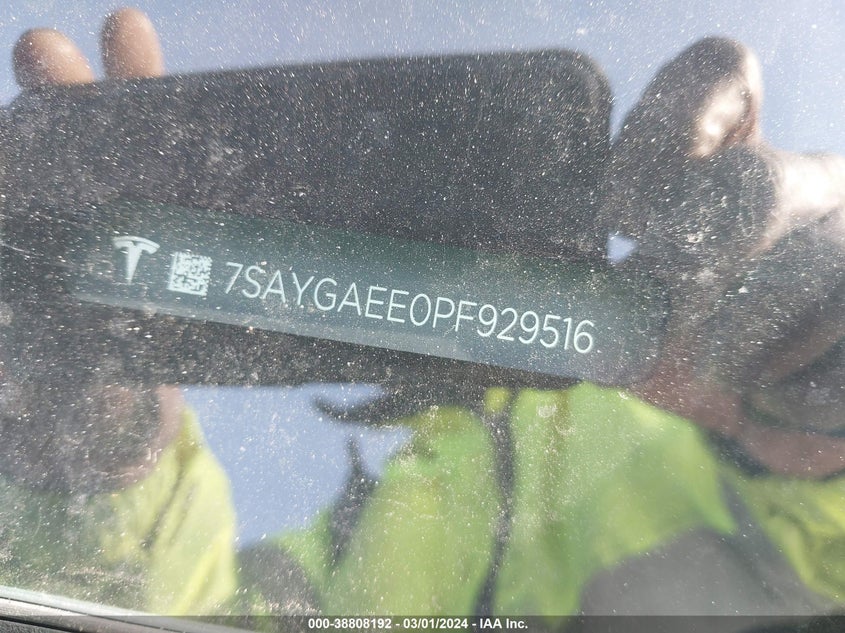 7SAYGAEE0PF929516
000-38808192 - 03/01/2024 - IAA Inc.